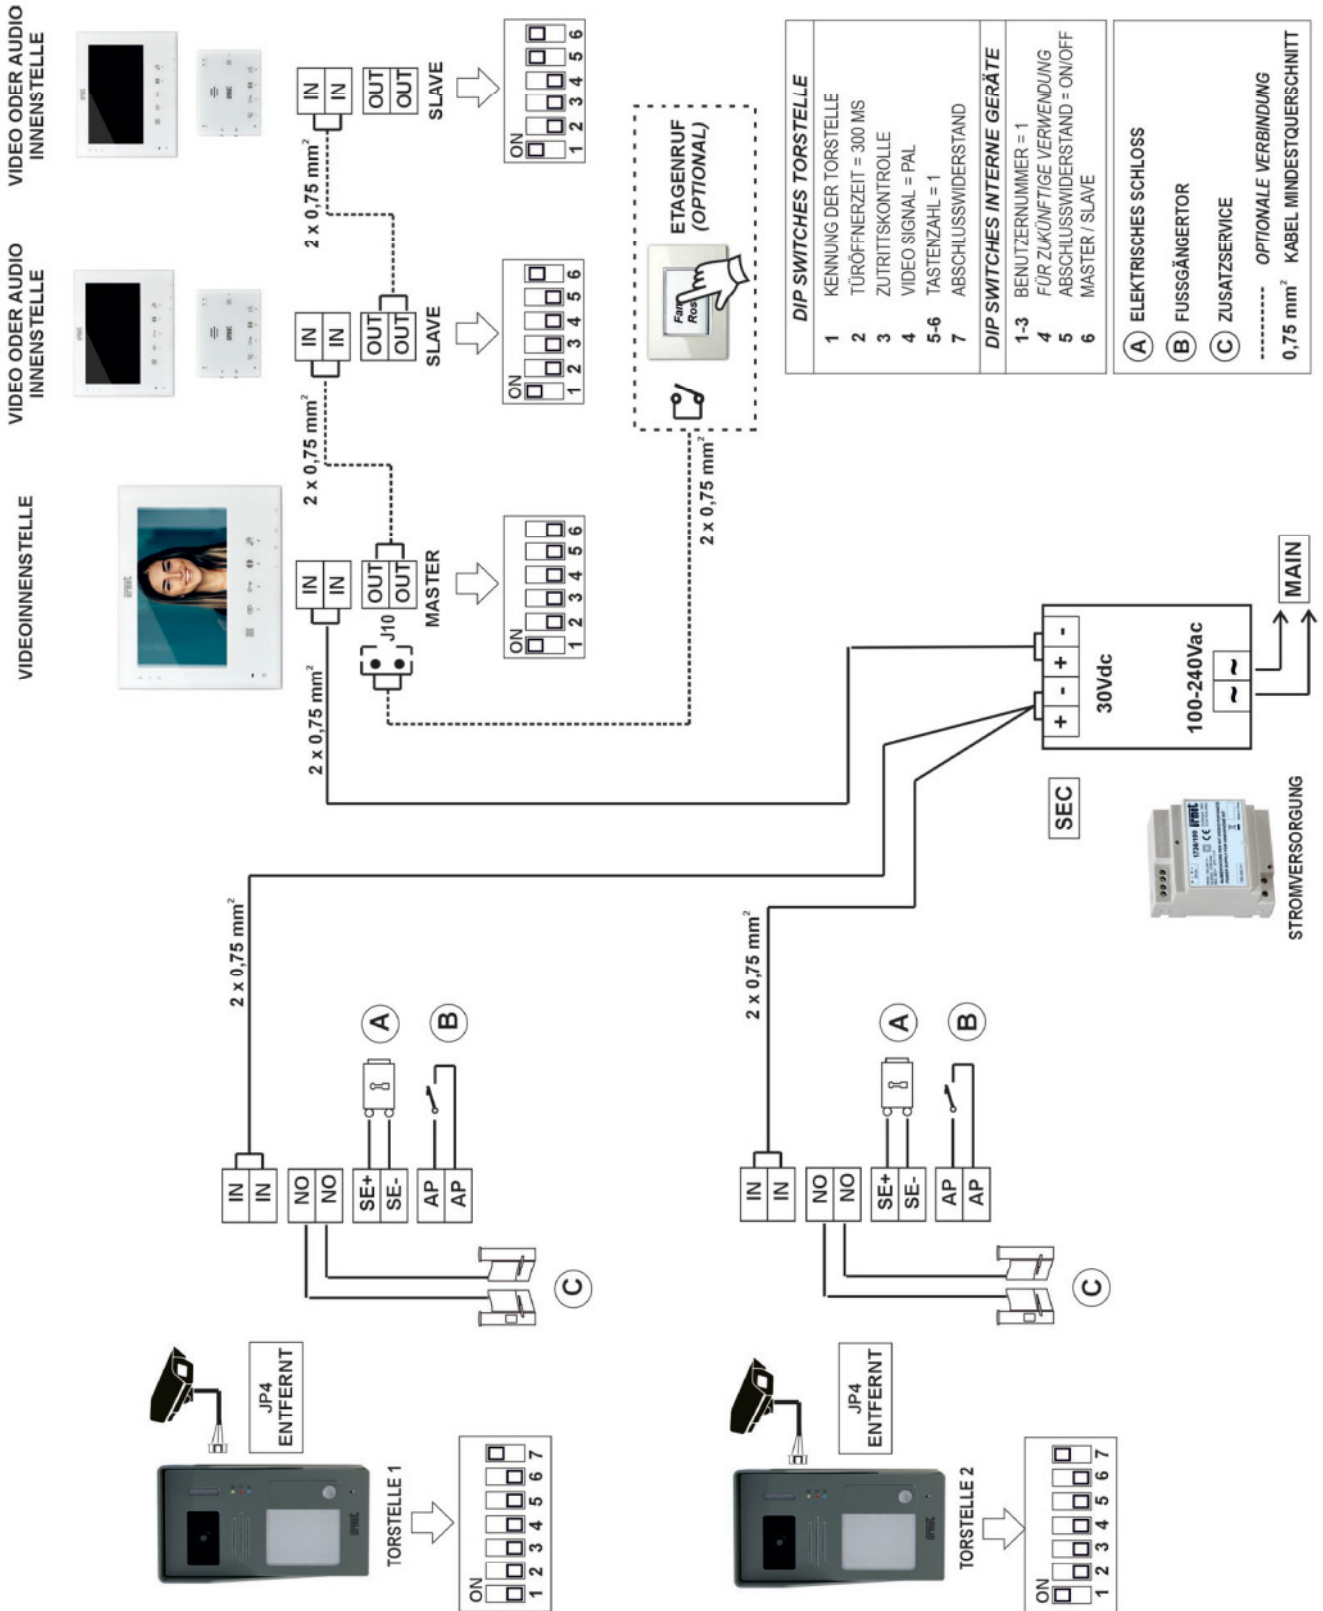 VIDEOINNENSTELLE
VIDEO ODER AUDIO
INNENSTELLE
VIDEO ODER AUDIO
INNENSTELLE
urmet
JP4
ENTFERNT
urmet
TORSTELLE 1
ON
1 2 3 4 5 6 7
IN
IN
NO
NO
SE+
SE-
AP
AP
A
B
C
2 x 0,75 mm²
2 x 0,75 mm²
IN
IN
J10
OUT
OUT
MASTER
ON
1 2 3 4 5 6
2 x 0,75 mm²
IN
IN
OUT
OUT
SLAVE
ON
1 2 3 4 5 6
2 x 0,75 mm²
IN
IN
OUT
OUT
SLAVE
ON
1 2 3 4 5 6
ETAGENRUF
(OPTIONAL)
Fam
Ros
2 x 0,75 mm²
JP4
ENTFERNT
urmet
TORSTELLE 2
ON
1 2 3 4 5 6 7
IN
IN
NO
NO
SE+
SE-
AP
AP
A
B
C
2 x 0,75 mm²
SEC
+ - + -
30Vdc
100-240Vac
~ ~
MAIN
urmet
1736/100
CE
STROMVERSORGUNG
DIP SWITCHES TORSTELLE
1 KENNUNG DER TORSTELLE
2 TÜRÖFFNERZEIT = 300 MS
3 ZUTRITTSKONTROLLE
4 VIDEO SIGNAL = PAL
5-6 TASTENZAHL = 1
7 ABSCHLUSSWIDERSTAND
DIP SWITCHES INTERNE GERÄTE
1-3 BENUTZERNUMMER = 1
4 FÜR ZUKÜNFTIGE VERWENDUNG
5 ABSCHLUSSWIDERSTAND = ON/OFF
6 MASTER / SLAVE
A ELEKTRISCHES SCHLOSS
B FUSSGÄNGERTOR
C ZUSATZSERVICE
OPTIONALE VERBINDUNG
0,75 mm² KABEL MINDESTQUERSCHNITT